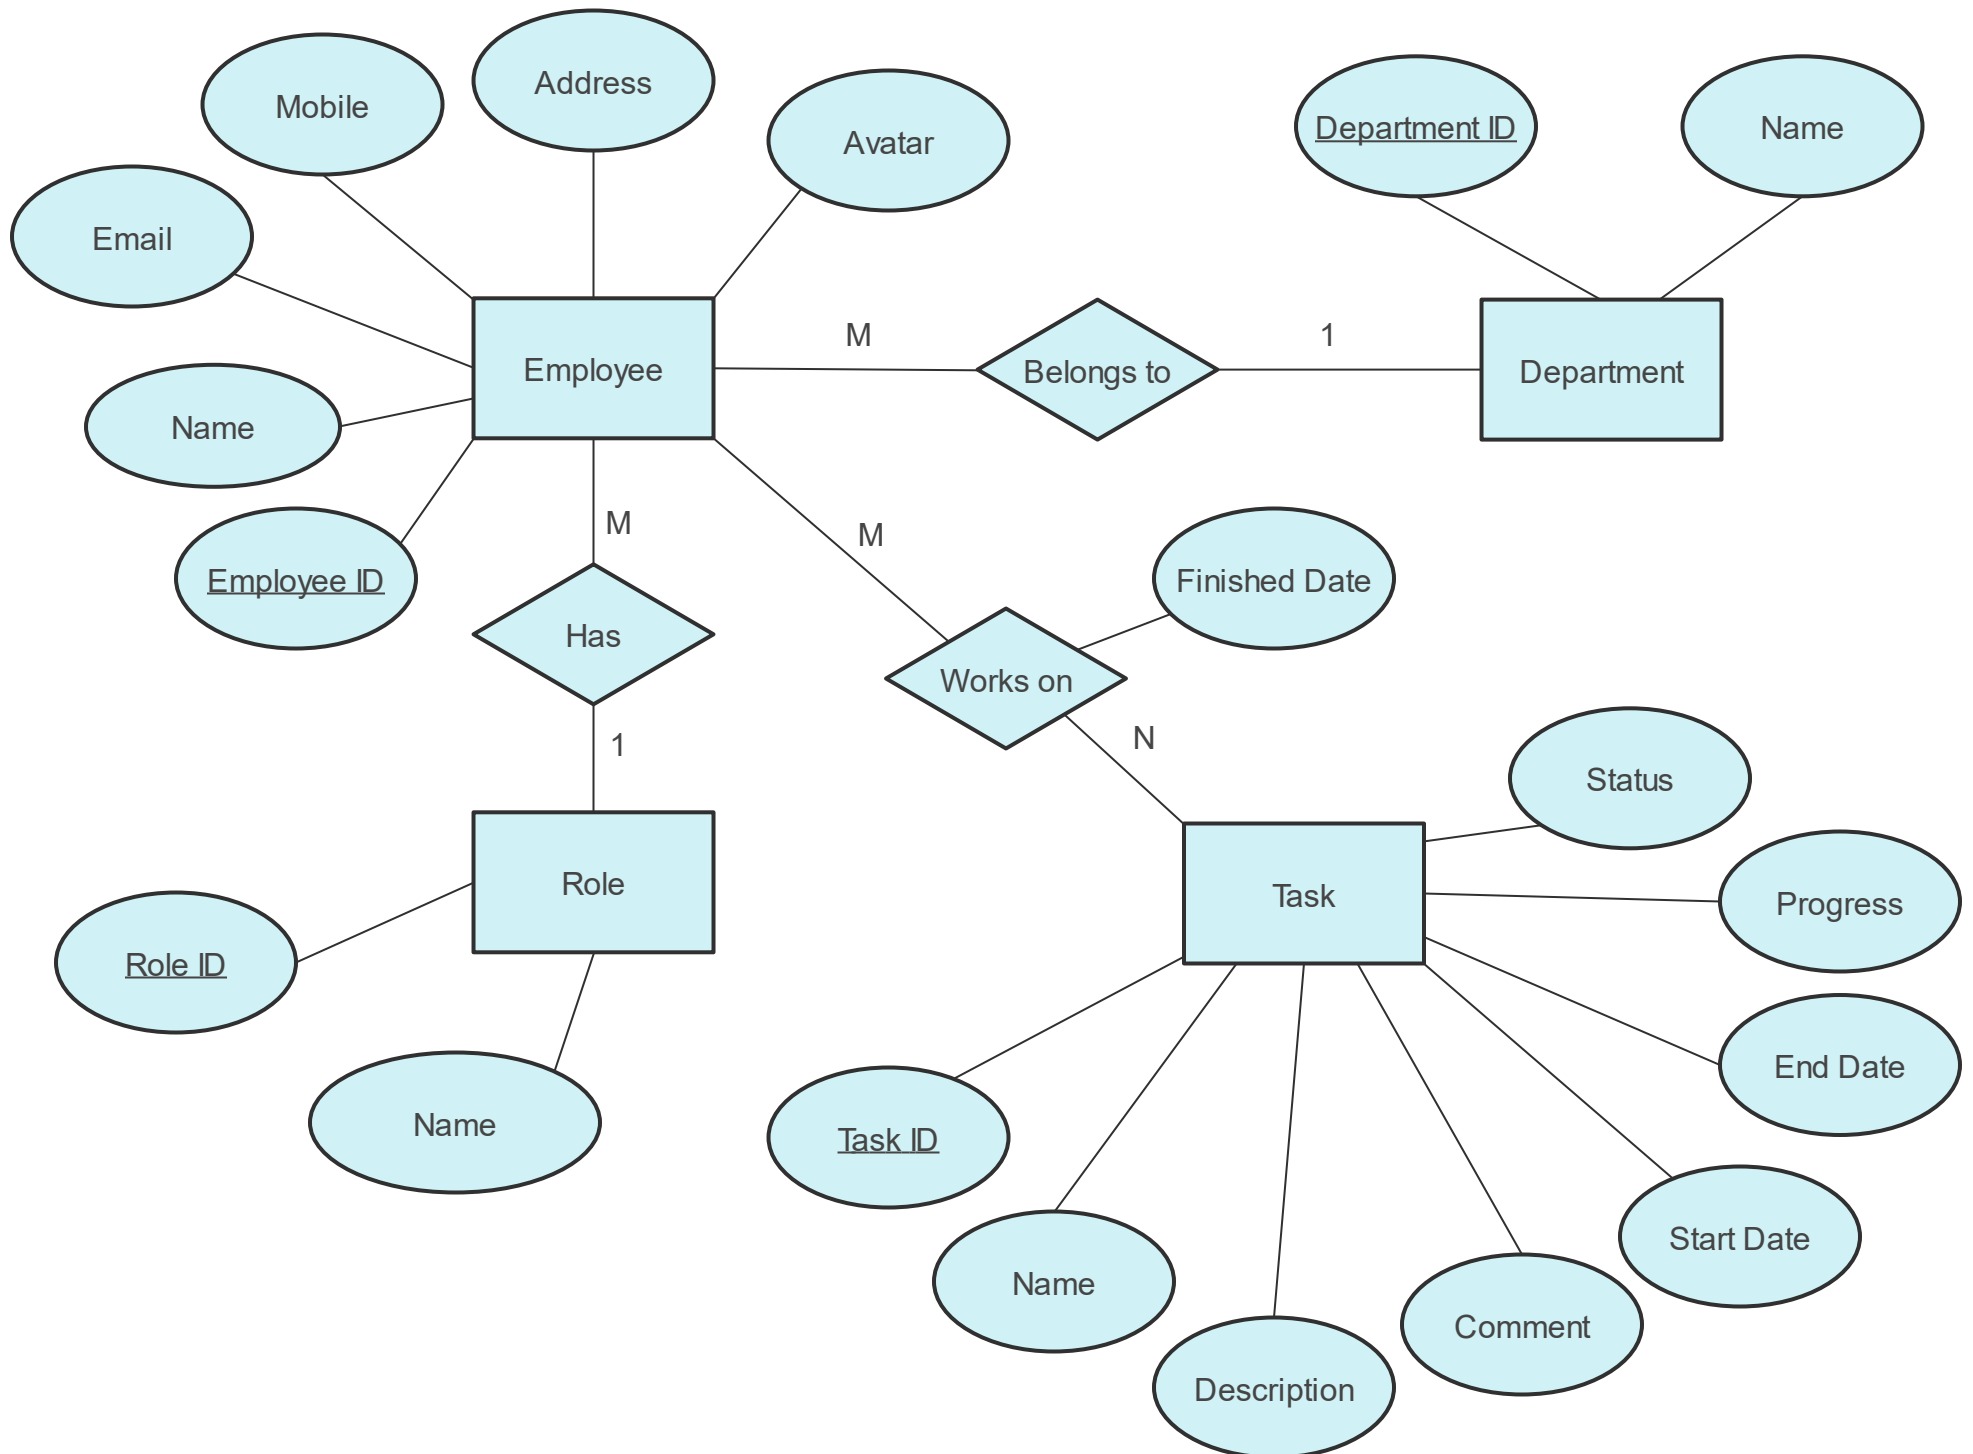 Address
Mobile
Avatar
Department ID
Name
Email
M
1
Employee
Belongs to
Department
Name
M
M
Employee ID
Finished Date
Has
Works on
1
N
Status
Role
Task
Progress
Role ID
End Date
Name
Task ID
Start Date
Name
Comment
Description